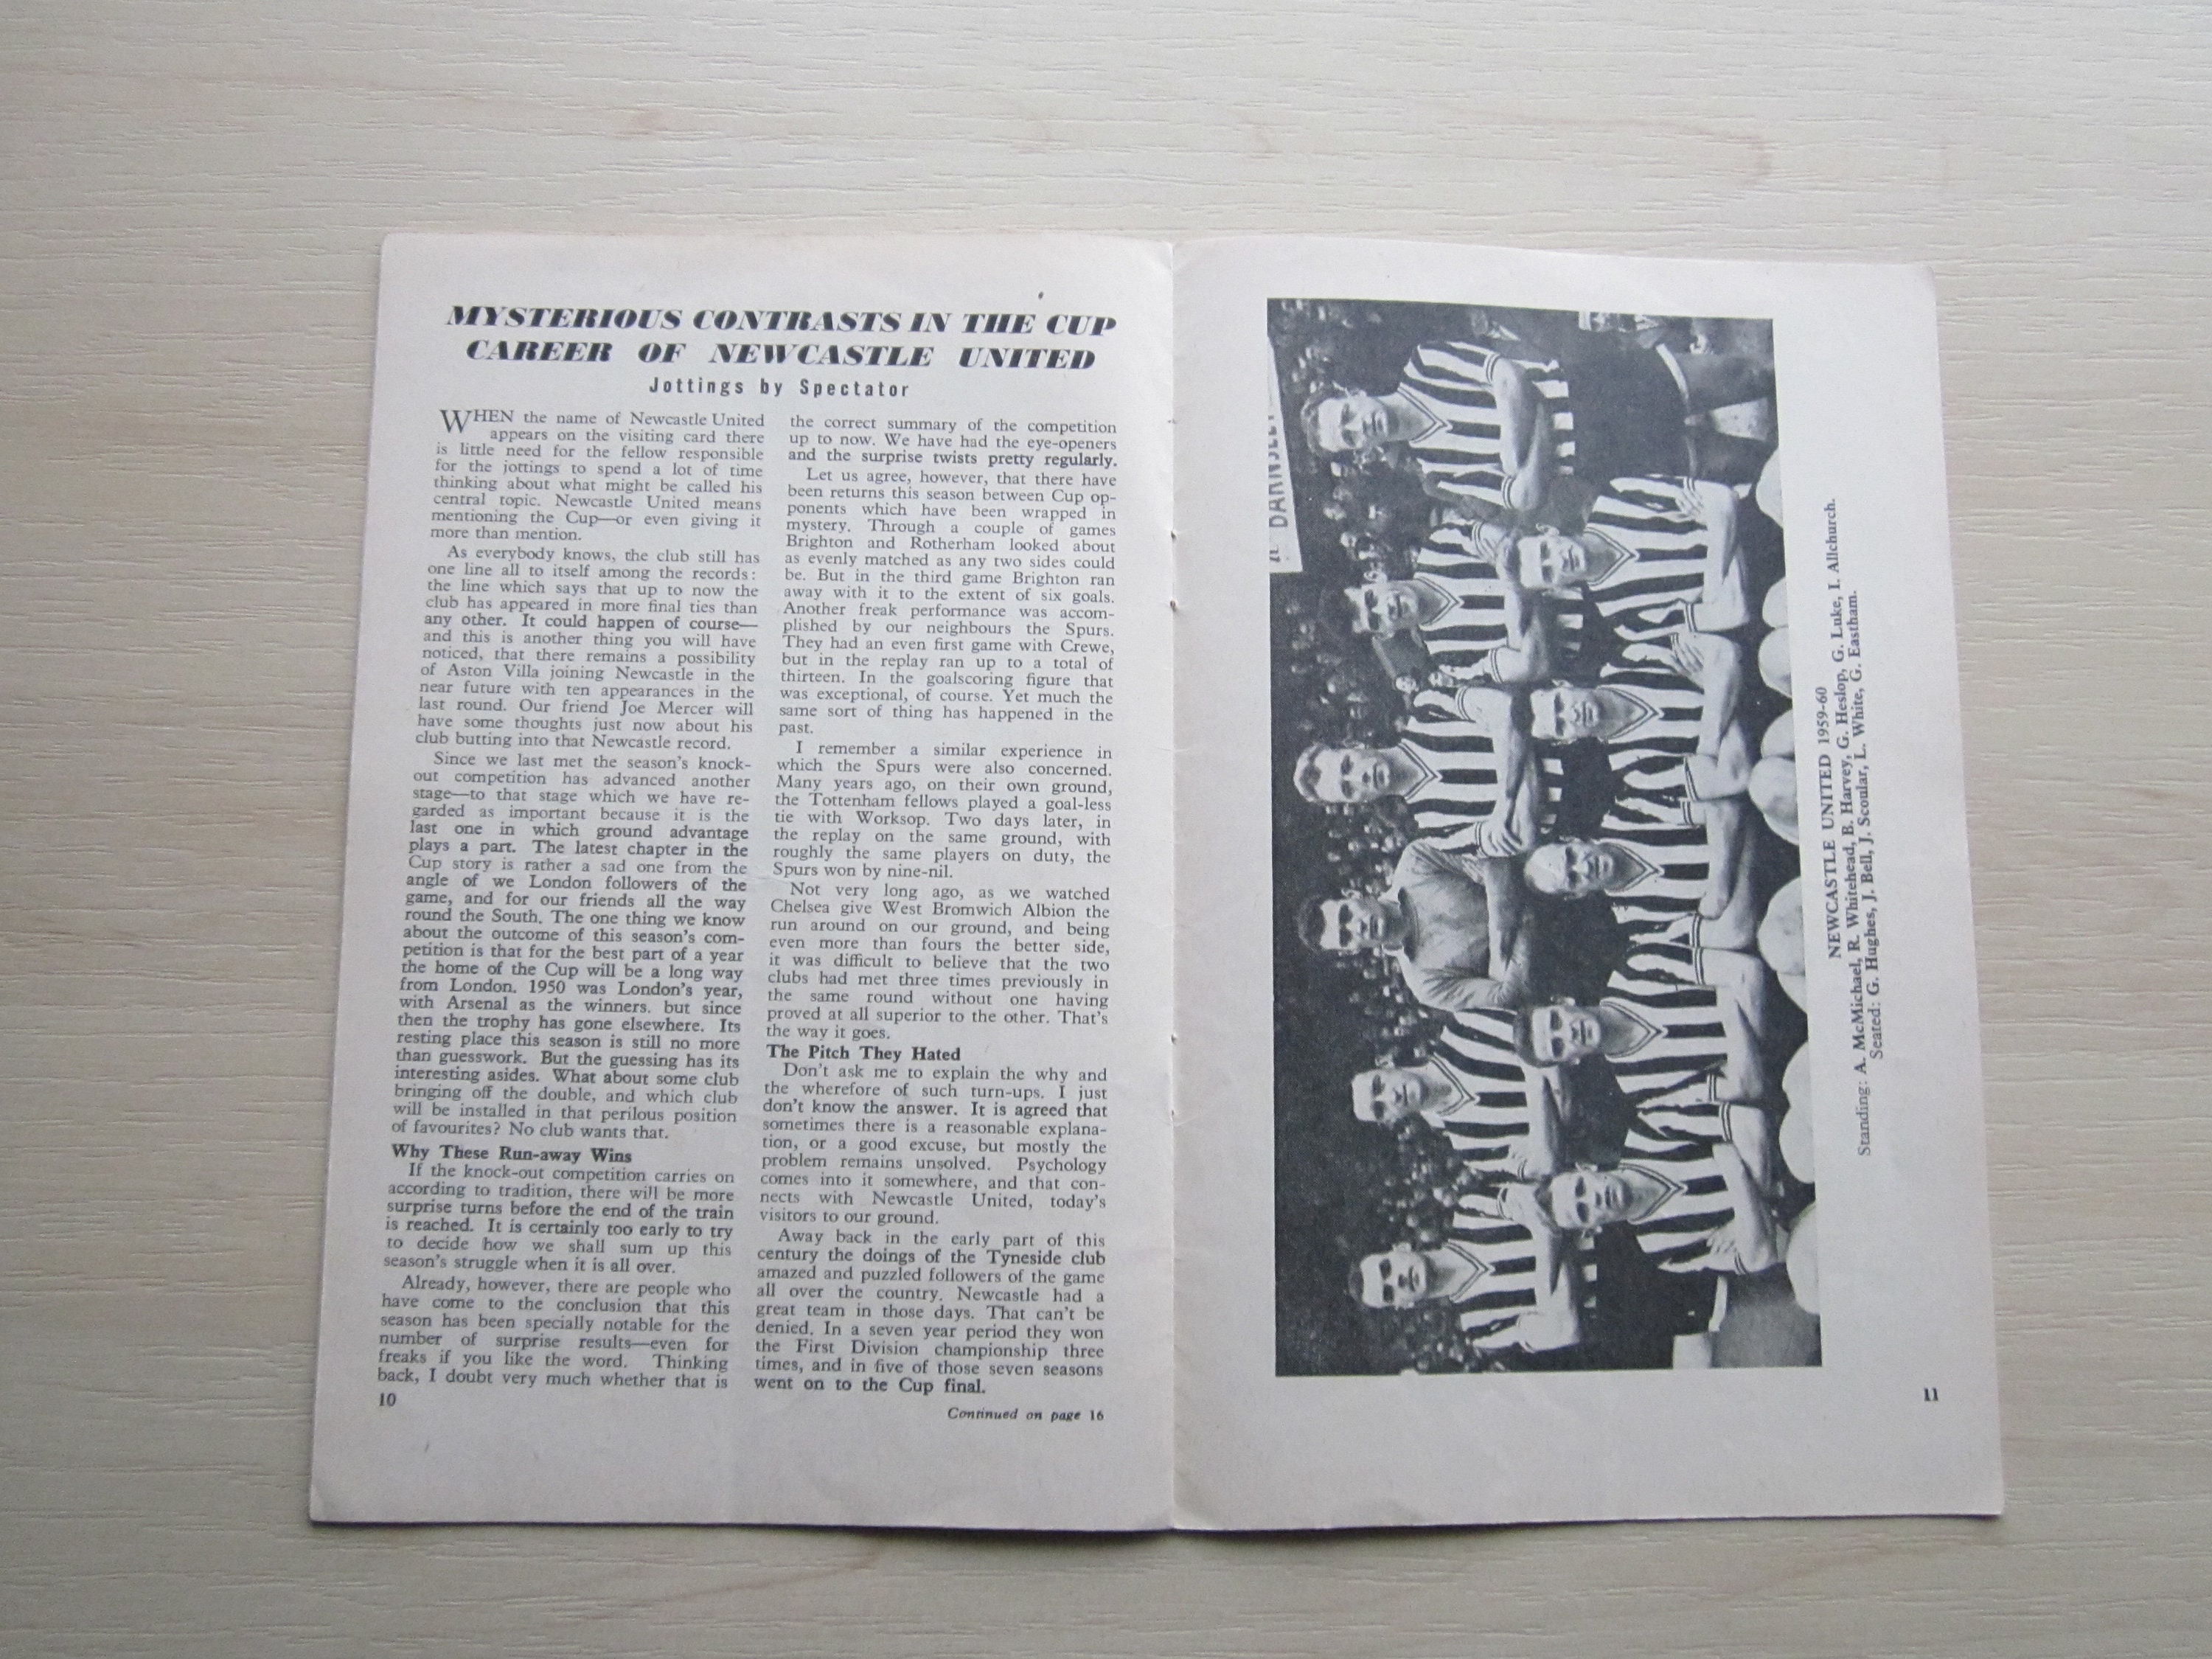 MYSTERIOUS CONTRASTS IN THE CUP
CAREER OF NEWCASTLE UNITED
Jottings by Spectator
WHEN the name of Newcastle United
appears on the visiting card there
is little need for the fellow responsible
for the jottings to spend a lot of time
thinking about what might be called his
central topic. Newcastle United means
mentioning the Cup—or even giving it
more than mention.
As everybody knows, the club still has
one line all to itself among the records:
the line which says that up to now the
club has appeared in more final ties than
any other. It could happen of course—
and this is another thing you will have
noticed, that there remains a possibility
of Aston Villa joining Newcastle in the
near future with ten appearances in the
last round. Our friend Joe Mercer will
have some thoughts just now about his
club butting into that Newcastle record.
Since we last met the season's knock-
out competition has advanced another
stage—to that stage which we have re-
garded as important because it is the
last one in which ground advantage
plays a part. The latest chapter in the
Cup story is rather a sad one from the
angle of we London followers of the
game, and for our friends all the way
round the South. The one thing we know
about the outcome of this season's com-
petition is that for the best part of a year
the home of the Cup will be a long way
from London. 1950 was London's year,
with Arsenal as the winners. but since
then the trophy has gone elsewhere. Its
resting place this season is still no more
than guesswork. But the guessing has its
interesting asides. What about some club
bringing off the double, and which club
will be installed in that perilous position
of favourites? No club wants that.
Why These Run-away Wins
If the knock-out competition carries on
according to tradition, there will be more
surprise turns before the end of the train
is reached. It is certainly too early to try
to decide how we shall sum up this
season's struggle when it is all over.
Already, however, there are people who
have come to the conclusion that this
season has been specially notable for the
number of surprise results—even for
freaks if you like the word. Thinking
back, I doubt very much whether that is
10
the correct summary of the competition
up to now. We have had the eye-openers
and the surprise twists pretty regularly.
Let us agree, however, that there have
been returns this season between Cup op-
ponents which have been wrapped in
mystery. Through a couple of games
Brighton and Rotherham looked about
as evenly matched as any two sides could
be. But in the third game Brighton ran
away with it to the extent of six goals.
Another freak performance was accom-
plished by our neighbours the Spurs.
They had an even first game with Crewe,
but in the replay ran up to a total of
thirteen. In the goalscoring figure that
was exceptional, of course. Yet much the
same sort of thing has happened in the
past.
I remember a similar experience in
which the Spurs were also concerned.
Many years ago, on their own ground,
the Tottenham fellows played a goal-less
tie with Worksop. Two days later, in
the replay on the same ground, with
roughly the same players on duty, the
Spurs won by nine-nil.
Not very long ago, as we watched
Chelsea give West Bromwich Albion the
run around on our ground, and being
even more than fours the better side,
it was difficult to believe that the two
clubs had met three times previously in
the same round without one having
proved at all superior to the other. That's
the way it goes.
The Pitch They Hated
Don't ask me to explain the why and
the wherefore of such turn-ups. I just
don't know the answer. It is agreed that
sometimes there is a reasonable explana-
tion, or a good excuse, but mostly the
problem remains unsolved. Psychology
comes into it somewhere, and that con-
nects with Newcastle United, today's
visitors to our ground.
Away back in the early part of this
century the doings of the Tyneside club
amazed and puzzled followers of the game
all over the country. Newcastle had a
great team in those days. That can't be
denied. In a seven year period they won
the First Division championship three
times, and in five of those seven seasons
went on to the Cup final.
Continued on page 16
BARNSLEY
NEWCASTLE UNITED 1959-60
Standing: A. McMichael, R. Whitehead, B. Harvey, G. Heslop, G. Luke, I. Allchurch.
Seated: G. Hughes, J. Bell, J. Scoular, L. White, G. Eastham.
11